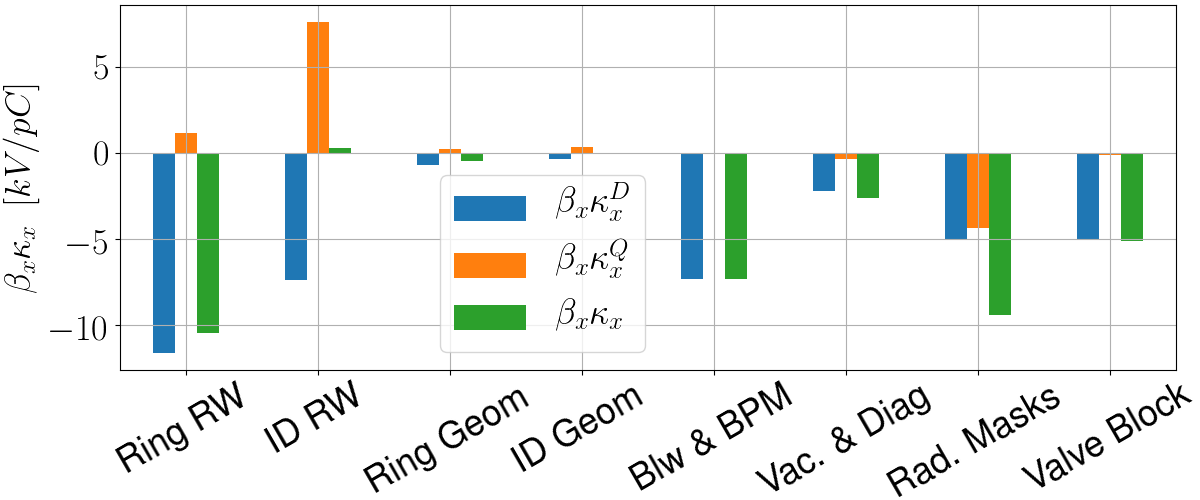 β_x κ_x [kV/pC]
5
0
−5
−10
β_x κ_x^D
β_x κ_x^Q
β_x κ_x
Ring RW
ID RW
Ring Geom
ID Geom
Blw & BPM
Vac. & Diag
Rad. Masks
Valve Block